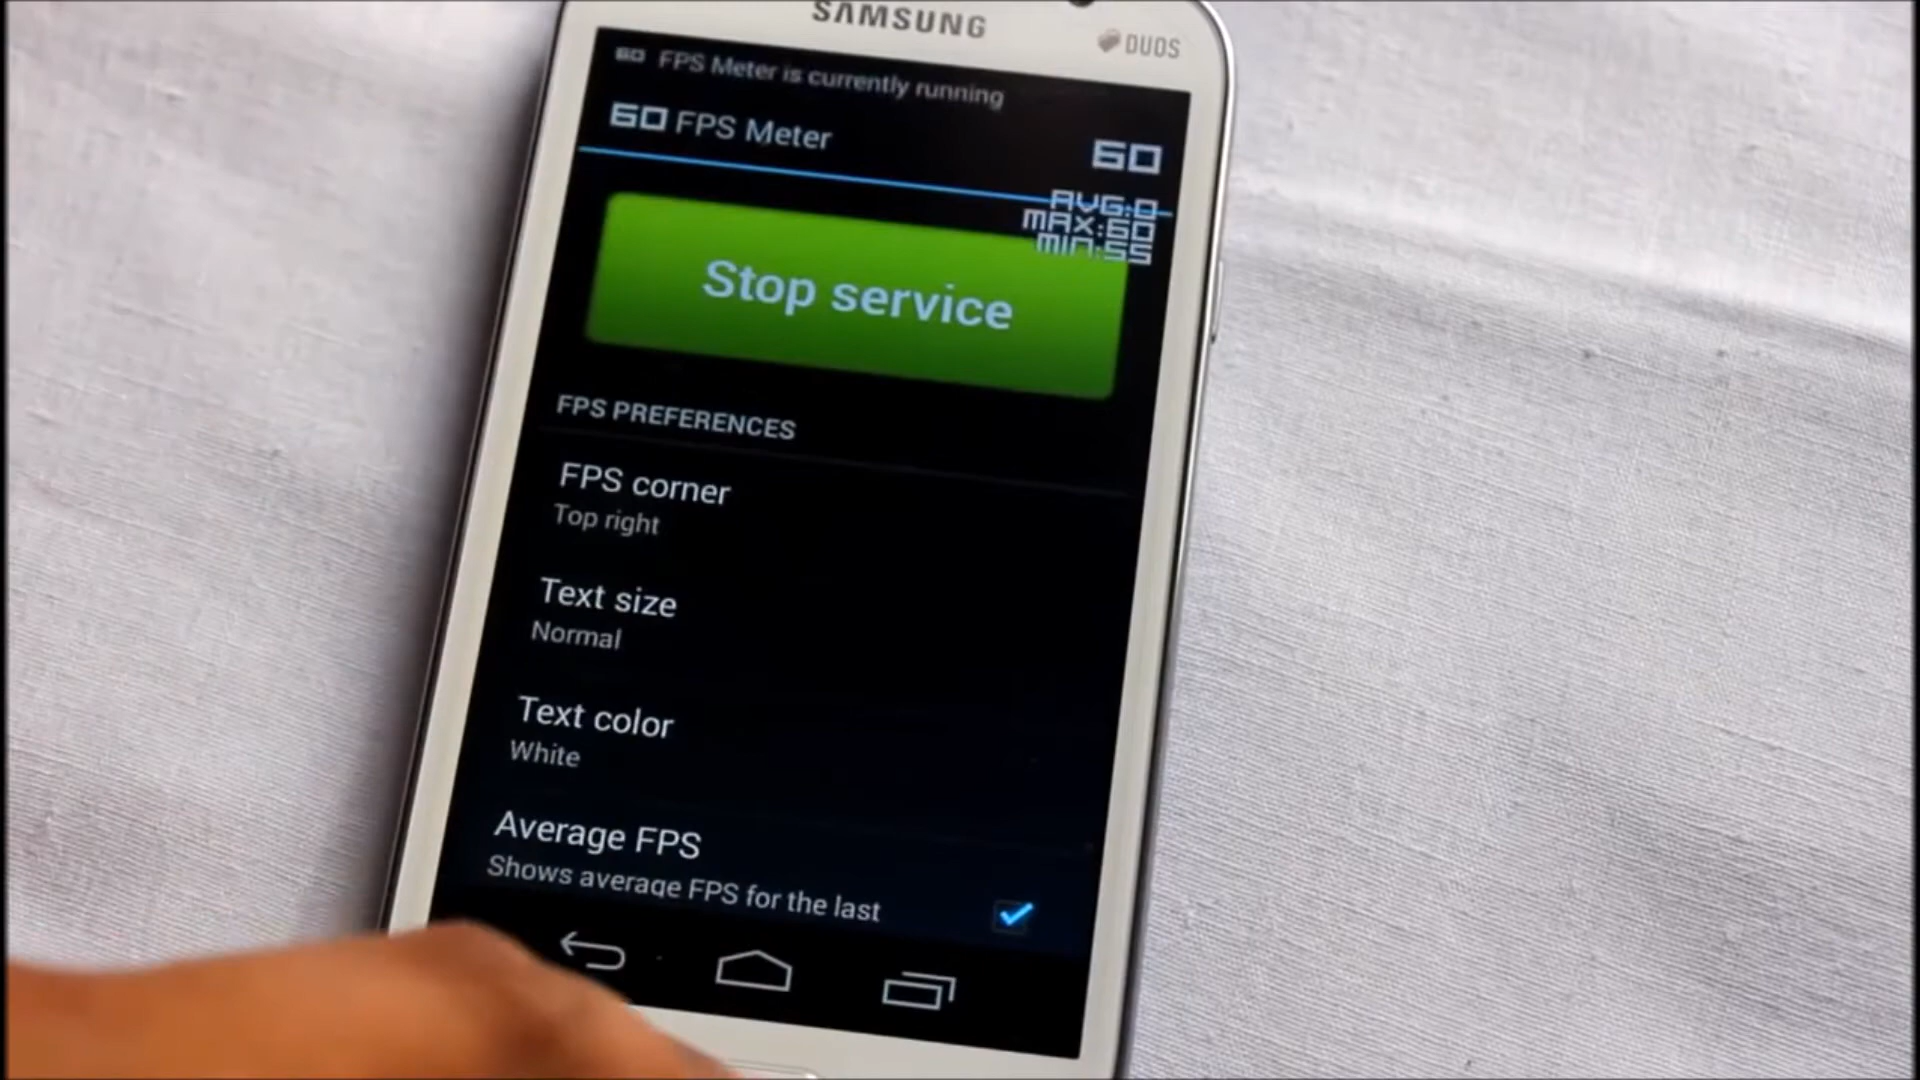 SAMSUNG
DUOS
60 FPS Meter is currently running
60 FPS Meter
60
AVG:0
MAX:60
MIN:55
Stop service
FPS PREFERENCES
FPS corner
Top right
Text size
Normal
Text color
White
Average FPS
Shows average FPS for the last